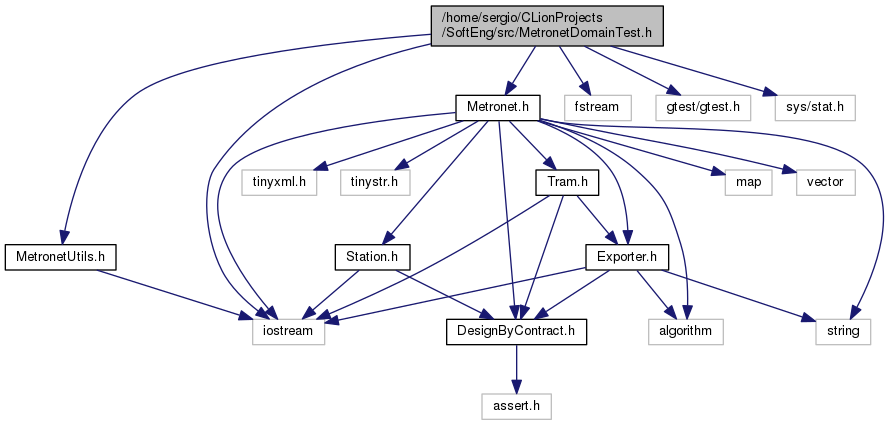 /home/sergio/CLionProjects
/SoftEng/src/MetronetDomainTest.h
Metronet.h
fstream
gtest/gtest.h
sys/stat.h
tinyxml.h
tinystr.h
Tram.h
map
vector
MetronetUtils.h
Station.h
Exporter.h
iostream
DesignByContract.h
algorithm
string
assert.h